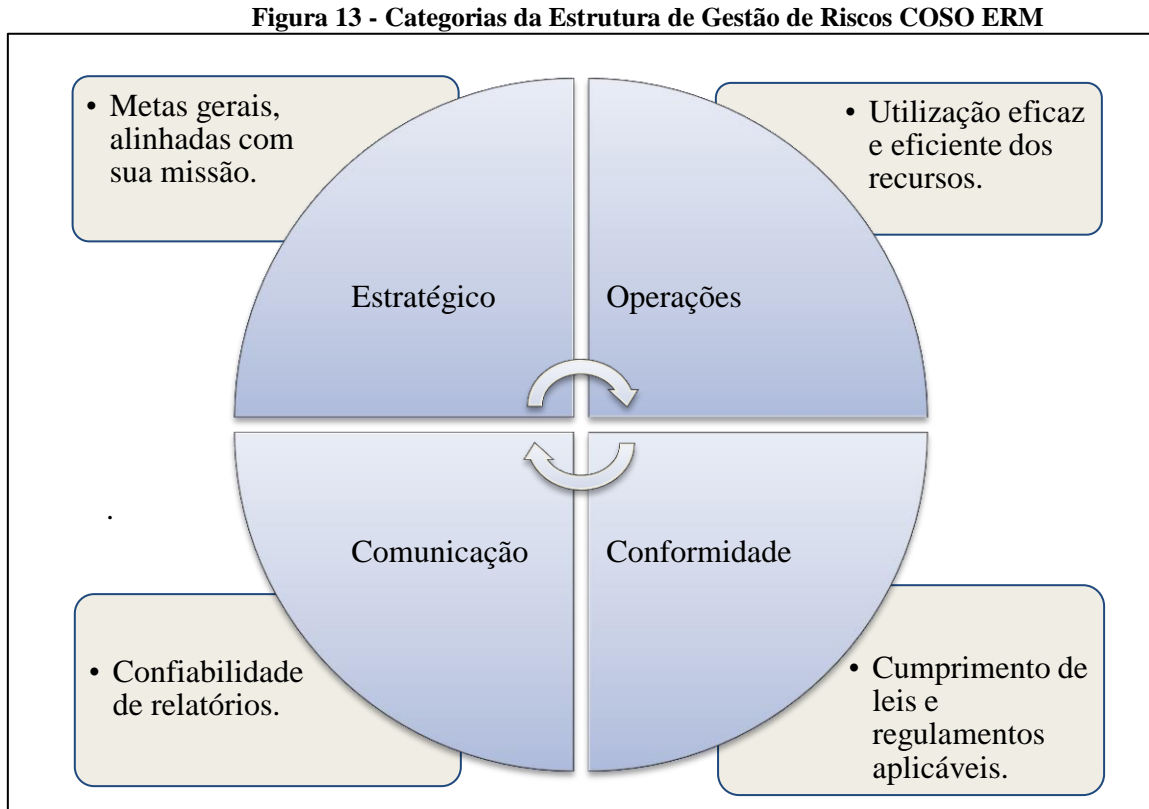 Figura 13 - Categorias da Estrutura de Gestão de Riscos COSO ERM
• Metas gerais,
alinhadas com
sua missão.
• Utilização eficaz
e eficiente dos
recursos.
Estratégico
Operações
.
Comunicação
Conformidade
• Confiabilidade
de relatórios.
• Cumprimento de
leis e
regulamentos
aplicáveis.